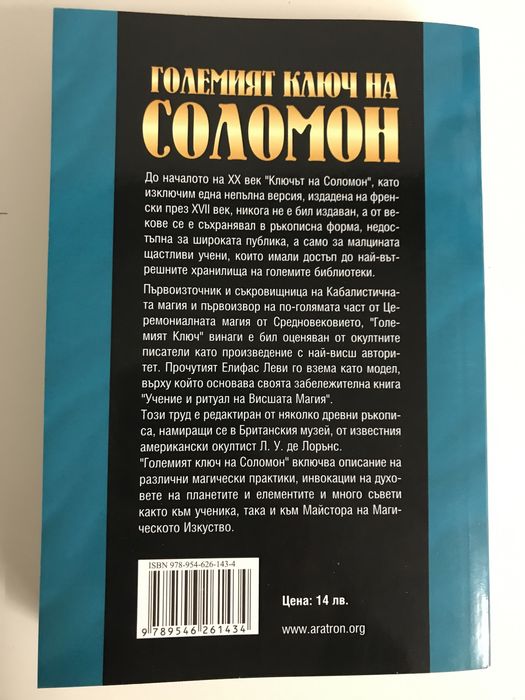 ГОЛЕМИЯТ КЛЮЧ НА
СОЛОМОН
До началото на XX век "Ключът на Соломон", като
изключим една непълна версия, издадена на френ-
ски през XVII век, никога не е бил издаван, а от ве-
кове се е съхранявал в ръкописна форма, недос-
тъпна за широката публика, а само за малцината
щастливи учени, които имали достъп до най-вът-
решните хранилища на големите библиотеки.
Първоизточник и съкровищница на Кабалистична-
та магия и първоизвор на по-голямата част от Це-
ремониалната магия от Средновековието, "Голе-
мият Ключ" винаги е бил оценяван от окултните
писатели като произведение с най-висш автори-
тет. Прочутият Елифас Леви го взема като модел,
върху който основава своята забележителна книга
"Учение и ритуал на Висшата Магия".
Този труд е редактиран от няколко древни ръкопи-
са, намиращи се в Британския музей, от известния
американски окултист Л. У. де Лорънс.
"Големият ключ на Соломон" включва описание на
различни магически практики, инвокации на духо-
вете на планетите и елементите и много съвети
както към ученика, така и към Майстора на Маги-
ческото Изкуство.
ISBN 978-954-626-143-4
9 789546 261434
Цена: 14 лв.
www.aratron.org